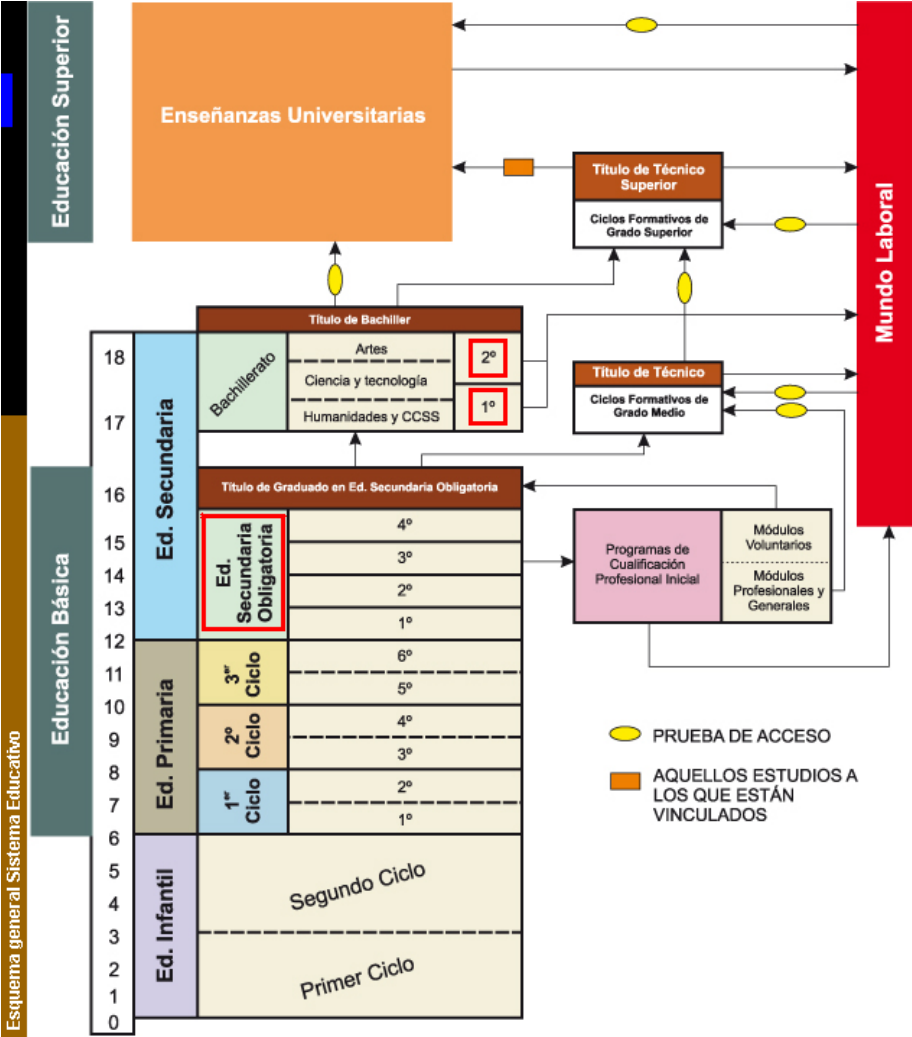 Esquema general Sistema Educativo
Educación Superior
Educación Básica
Enseñanzas Universitarias
Título de Técnico
Superior
Ciclos Formativos de
Grado Superior
Mundo Laboral
Título de Bachiller
Bachillerato
Artes
Ciencia y tecnología
Humanidades y CCSS
2º
1º
Título de Técnico
Ciclos Formativos de
Grado Medio
18
17
16
15
14
13
12
11
10
9
8
7
6
5
4
3
2
1
0
Ed. Secundaria
Título de Graduado en Ed. Secundaria Obligatoria
Ed.
Secundaria
Obligatoria
4º
3º
2º
1º
Programas de
Cualificación
Profesional Inicial
Módulos
Voluntarios
Módulos
Profesionales y
Generales
Ed. Primaria
3er
Ciclo
6º
5º
2º
Ciclo
4º
3º
1er
Ciclo
2º
1º
Ed. Infantil
Segundo Ciclo
Primer Ciclo
PRUEBA DE ACCESO
AQUELLOS ESTUDIOS A
LOS QUE ESTÁN
VINCULADOS